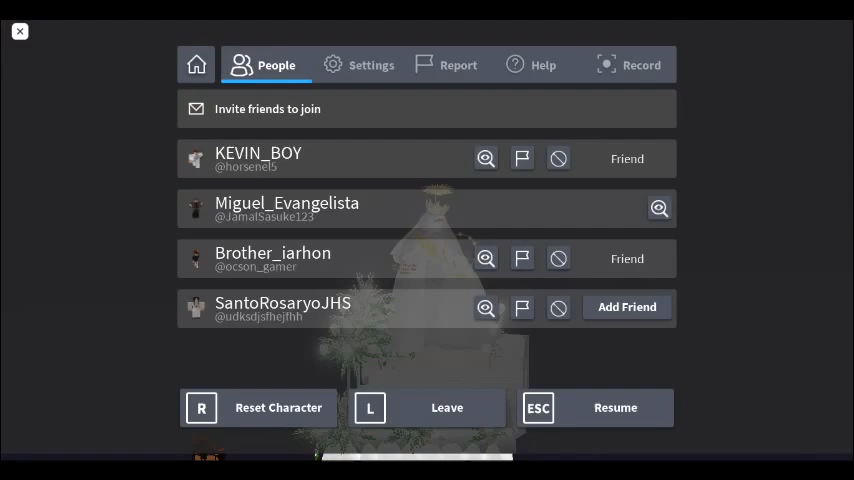 People
Settings
Report
Help
Record
Invite friends to join
KEVIN_BOY
@horsenel5
Friend
Miguel_Evangelista
@JamalSasuke123
Brother_iarhon
@ocson_gamer
Friend
SantoRosaryoJHS
@udksdjsfhejfhh
Add Friend
R Reset Character
L Leave
ESC Resume